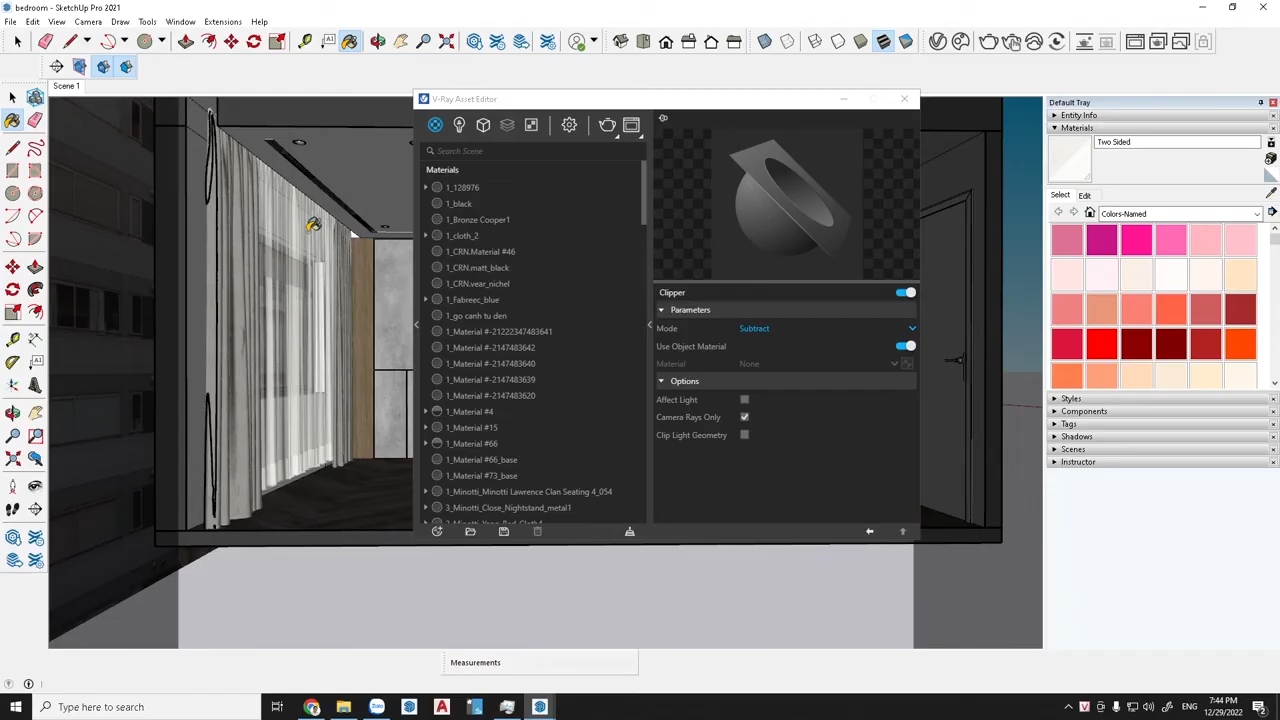 bedroom - SketchUp Pro 2021
File Edit View Camera Draw Tools Window Extensions Help
Scene 1
V-Ray Asset Editor
Search Scene
Materials
1_128976
1_black
1_Bronze Cooper1
1_cloth_2
1_CRN.Material #46
1_CRN.matt_black
1_CRN.vear_nichel
1_Fabreec_blue
1_go canh tu den
1_Material #-21222347483641
1_Material #-2147483642
1_Material #-2147483640
1_Material #-2147483639
1_Material #-2147483620
1_Material #4
1_Material #15
1_Material #66
1_Material #66_base
1_Material #73_base
1_Minotti_Minotti Lawrence Clan Seating 4_054
3_Minotti_Close_Nightstand_metal1
Clipper
Parameters
Mode Subtract
Use Object Material
Material None
Options
Affect Light
Camera Rays Only
Clip Light Geometry
Default Tray
Entity Info
Materials
Two Sided
Select Edit
Colors-Named
Styles
Components
Tags
Shadows
Scenes
Instructor
Measurements
Type here to search
Zalo
7:44 PM
12/29/2022